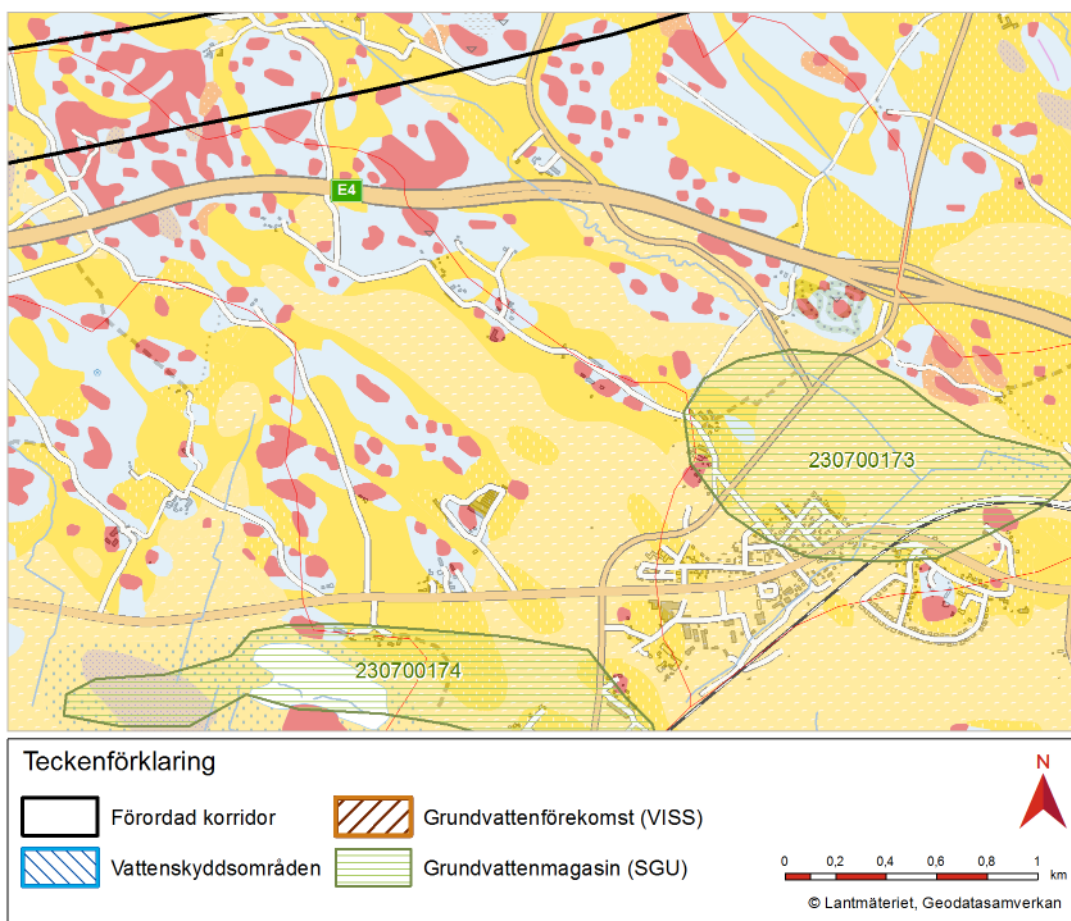 E4
230700173
230700174
Teckenförklaring
Förordad korridor
Grundvattenförekomst (VISS)
Vattenskyddsområden
Grundvattenmagasin (SGU)
N
0 0,2 0,4 0,6 0,8 1
km
© Lantmäteriet, Geodatasamverkan